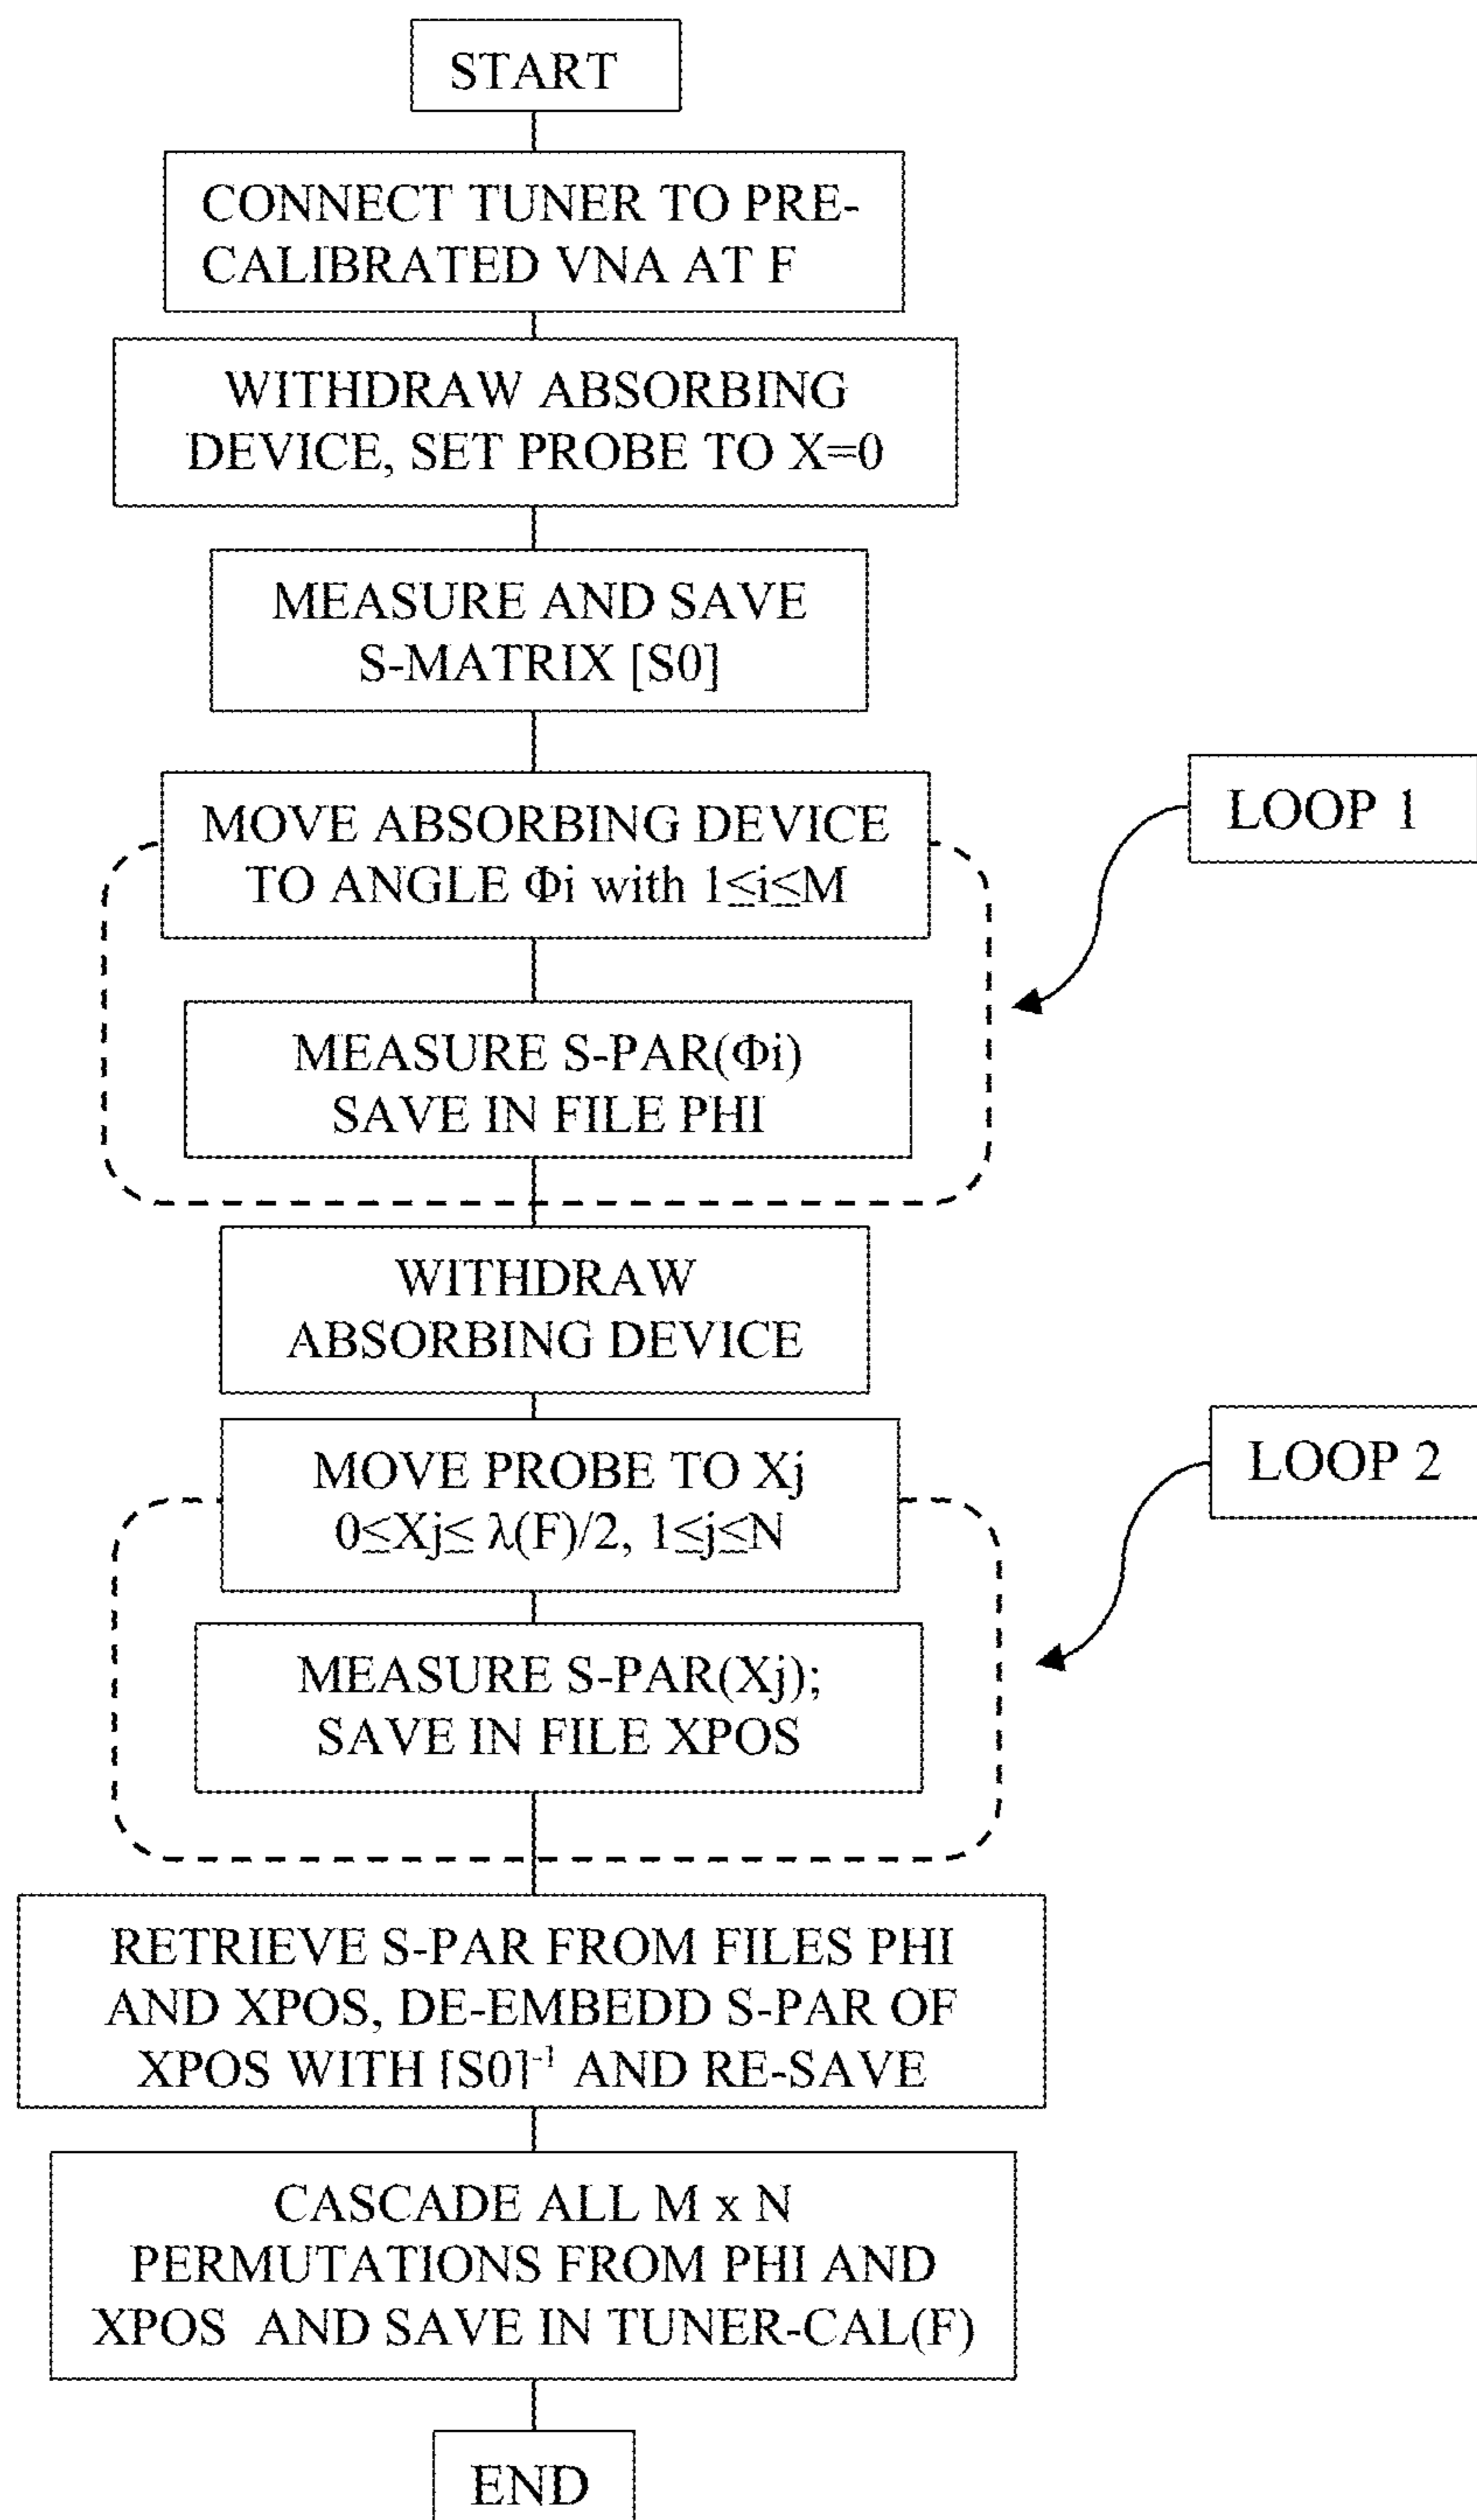 START
CONNECT TUNER TO PRE-
CALIBRATED VNA AT F
WITHDRAW ABSORBING
DEVICE, SET PROBE TO X=0
MEASURE AND SAVE
S-MATRIX [S0]
MOVE ABSORBING DEVICE
TO ANGLE Φi with 1≤i≤M
LOOP 1
MEASURE S-PAR(Φi)
SAVE IN FILE PHI
WITHDRAW
ABSORBING DEVICE
MOVE PROBE TO Xj
0≤Xj≤ λ(F)/2, 1≤j≤N
LOOP 2
MEASURE S-PAR(Xj);
SAVE IN FILE XPOS
RETRIEVE S-PAR FROM FILES PHI
AND XPOS, DE-EMBEDD S-PAR OF
XPOS WITH [S0]⁻¹ AND RE-SAVE
CASCADE ALL M x N
PERMUTATIONS FROM PHI AND
XPOS AND SAVE IN TUNER-CAL(F)
END